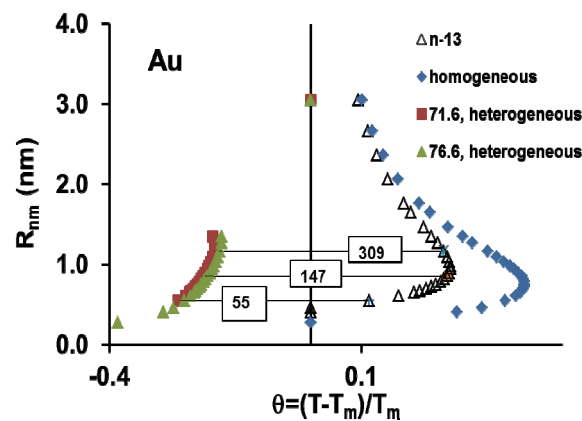 4.0
3.0
2.0
1.0
0.0
R_nm (nm)
Au
n-13
homogeneous
71.6, heterogeneous
76.6, heterogeneous
309
147
55
-0.4
0.1
θ=(T-T_m)/T_m